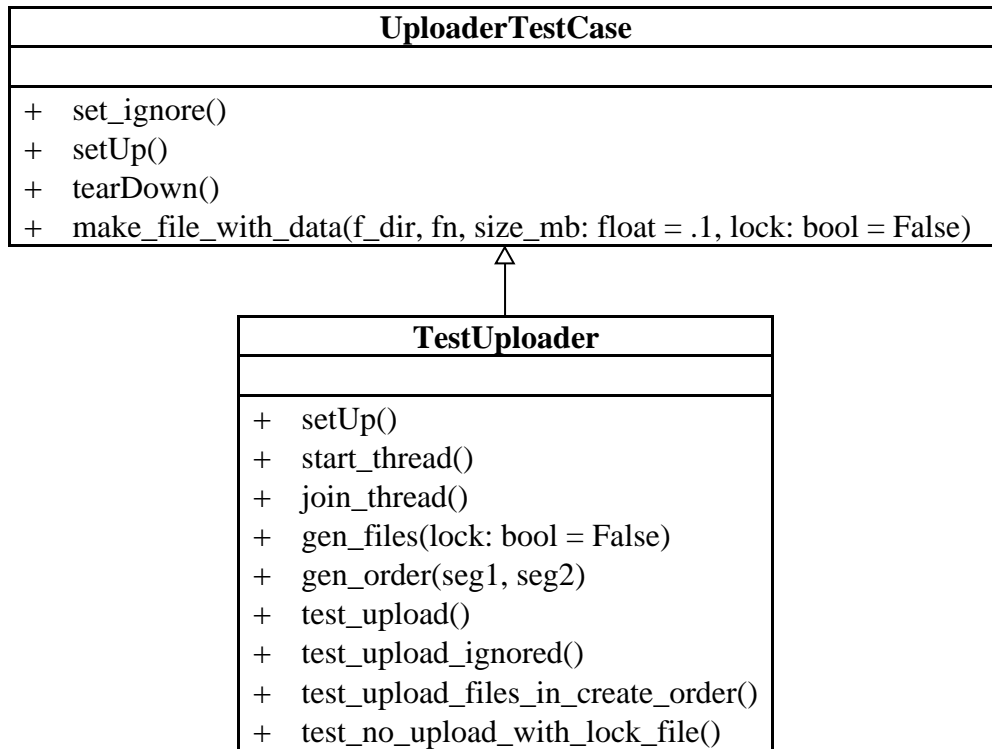 UploaderTestCase
+ set_ignore()
+ setUp()
+ tearDown()
+ make_file_with_data(f_dir, fn, size_mb: float = .1, lock: bool = False)
TestUploader
+ setUp()
+ start_thread()
+ join_thread()
+ gen_files(lock: bool = False)
+ gen_order(seg1, seg2)
+ test_upload()
+ test_upload_ignored()
+ test_upload_files_in_create_order()
+ test_no_upload_with_lock_file()